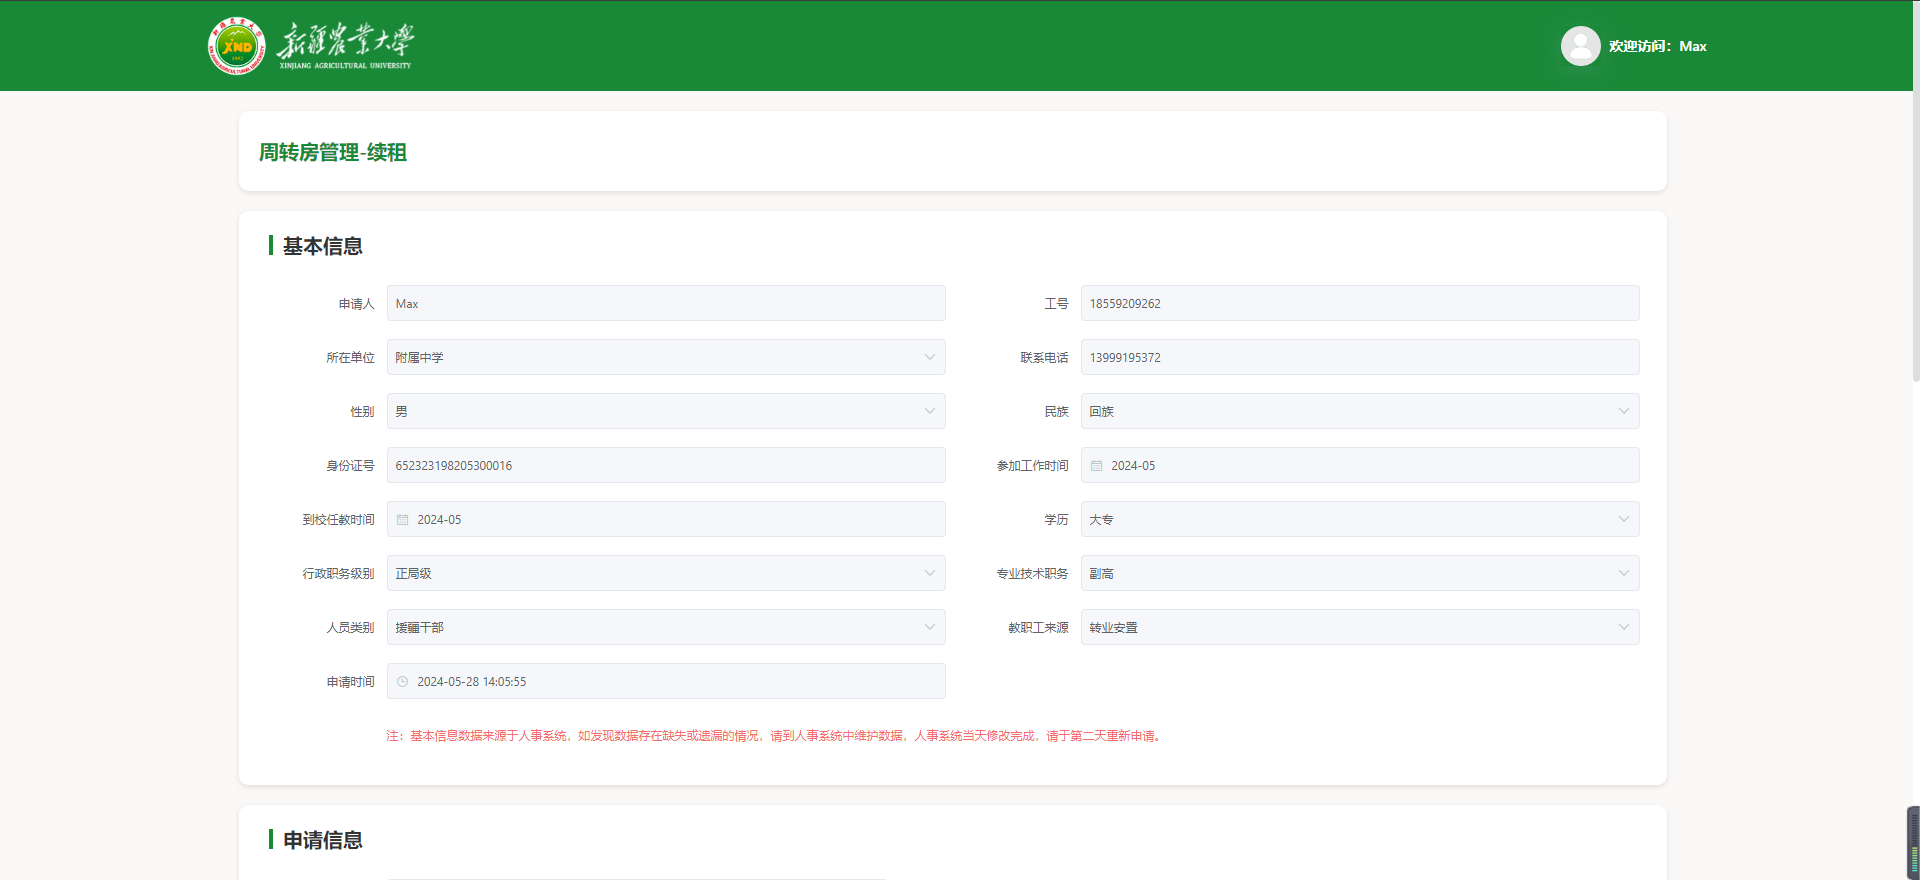 新疆农业大学
XINJIANG AGRICULTURAL UNIVERSITY
XND
1952
欢迎访问：Max
周转房管理-续租
基本信息
申请人 Max 工号 18559209262
所在单位 附属中学 联系电话 13999195372
性别 男 民族 回族
身份证号 652323198205300016 参加工作时间 2024-05
到校任教时间 2024-05 学历 大专
行政职务级别 正局级 专业技术职务 副高
人员类别 援疆干部 教职工来源 转业安置
申请时间 2024-05-28 14:05:55
注：基本信息数据来源于人事系统，如发现数据存在缺失或遗漏的情况，请到人事系统中维护数据，人事系统当天修改完成，请于第二天重新申请。
申请信息